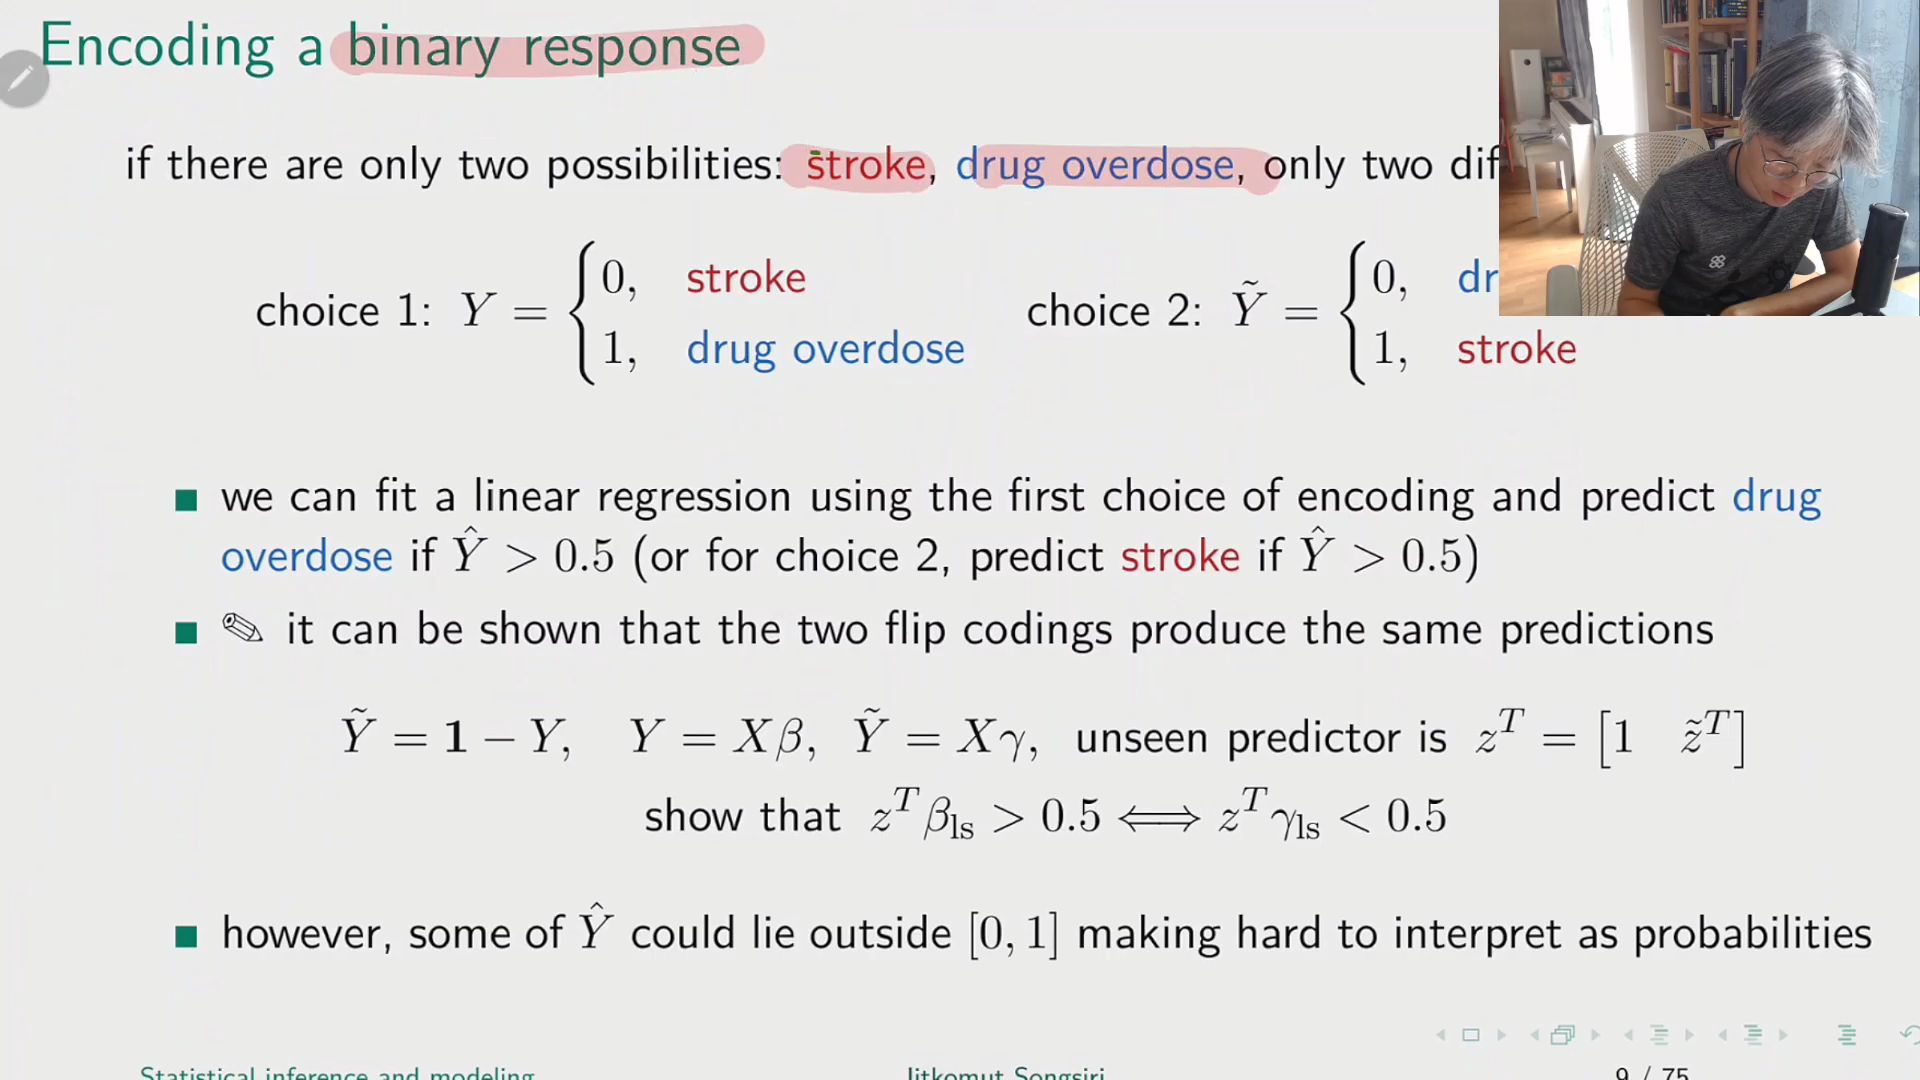 Encoding a binary response
if there are only two possibilities: stroke, drug overdose, only two
choice 1: Y = { 0, stroke
1, drug overdose
choice 2: Ỹ = { 0,
1, stroke
■ we can fit a linear regression using the first choice of encoding and predict drug
overdose if Ŷ > 0.5 (or for choice 2, predict stroke if Ŷ > 0.5)
■ ✎ it can be shown that the two flip codings produce the same predictions
Ỹ = 𝟏 − Y, Y = Xβ, Ỹ = Xγ, unseen predictor is zᵀ = [1 z̃ᵀ]
show that zᵀβ_ls > 0.5 ⟺ zᵀγ_ls < 0.5
■ however, some of Ŷ could lie outside [0, 1] making hard to interpret as probabilities
Statistical inference and modeling Jitkomut Songsiri 9 / 75